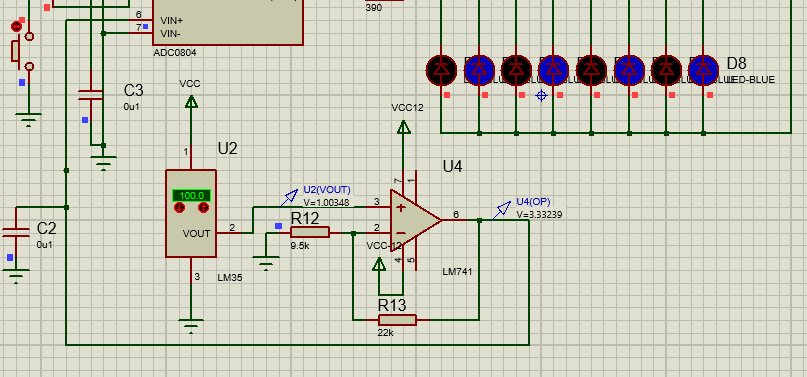 390
6
VIN+
7
VIN-
ADC0804
D8
LED-BLUE
C3
0u1
VCC
VCC12
U2
1
U4
7
1
100.0
U2(VOUT)
V=1.00348
3
6
U4(OP)
V=3.33239
C2
0u1
VOUT
2
R12
9.5k
2
VCC-12
4
5
3
LM35
LM741
R13
22k